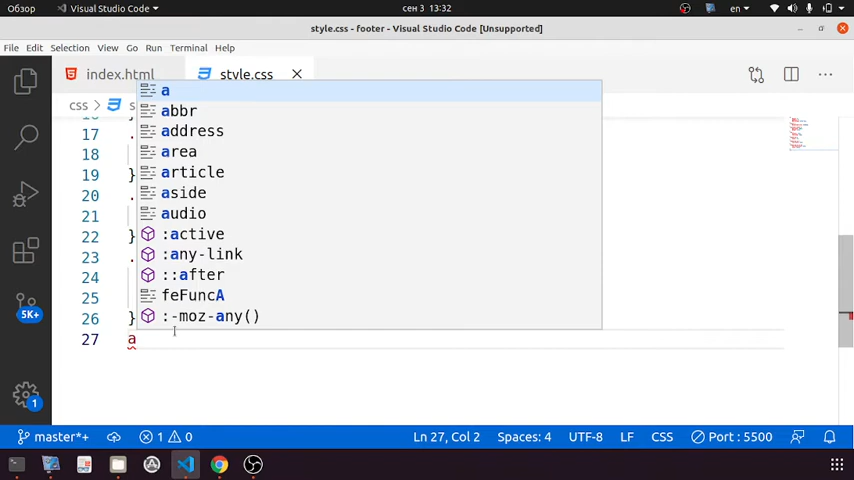 Обзор
Visual Studio Code
сен 3 13:32
en
style.css - footer - Visual Studio Code [Unsupported]
File Edit Selection View Go Run Terminal Help
index.html
style.css
css
a
abbr
address
area
article
aside
audio
:active
:any-link
::after
feFuncA
:-moz-any()
17 .
18
19 }
20 .
21
22 }
23 .
24
25
26 }
27 a
5K+
1
master*+
1 0
Ln 27, Col 2
Spaces: 4
UTF-8
LF
CSS
Port : 5500